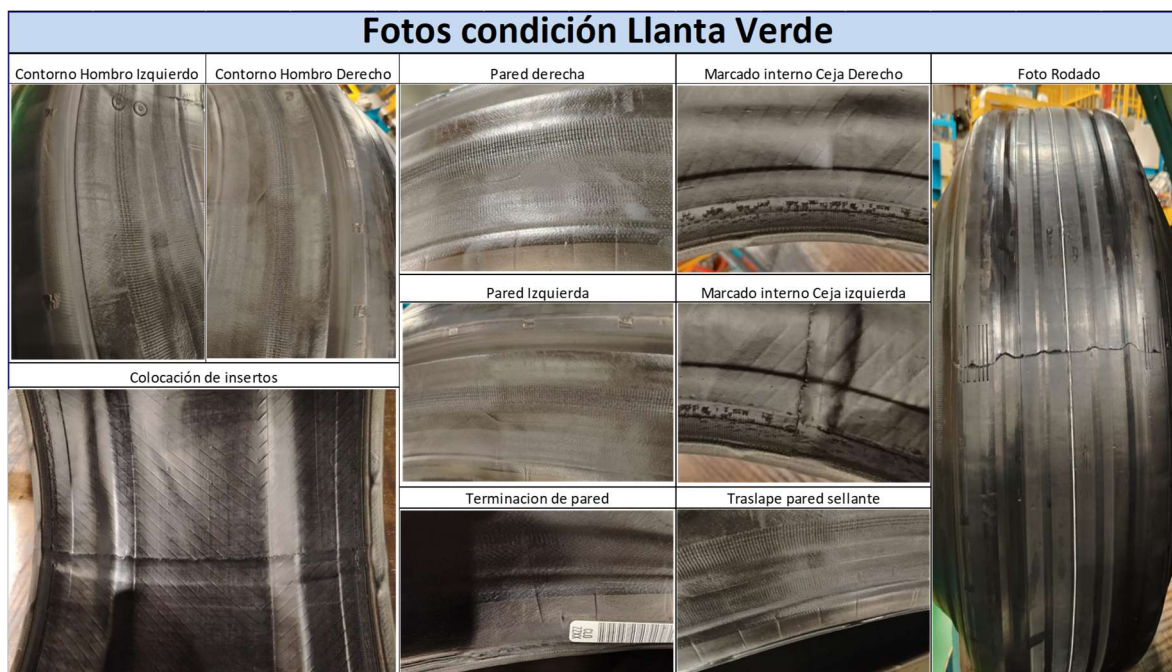 Fotos condición Llanta Verde
Contorno Hombro Izquierdo
Contorno Hombro Derecho
Pared derecha
Marcado interno Ceja Derecho
Foto Rodado
Pared Izquierda
Marcado interno Ceja izquierda
Colocación de insertos
Terminacion de pared
Traslape pared sellante